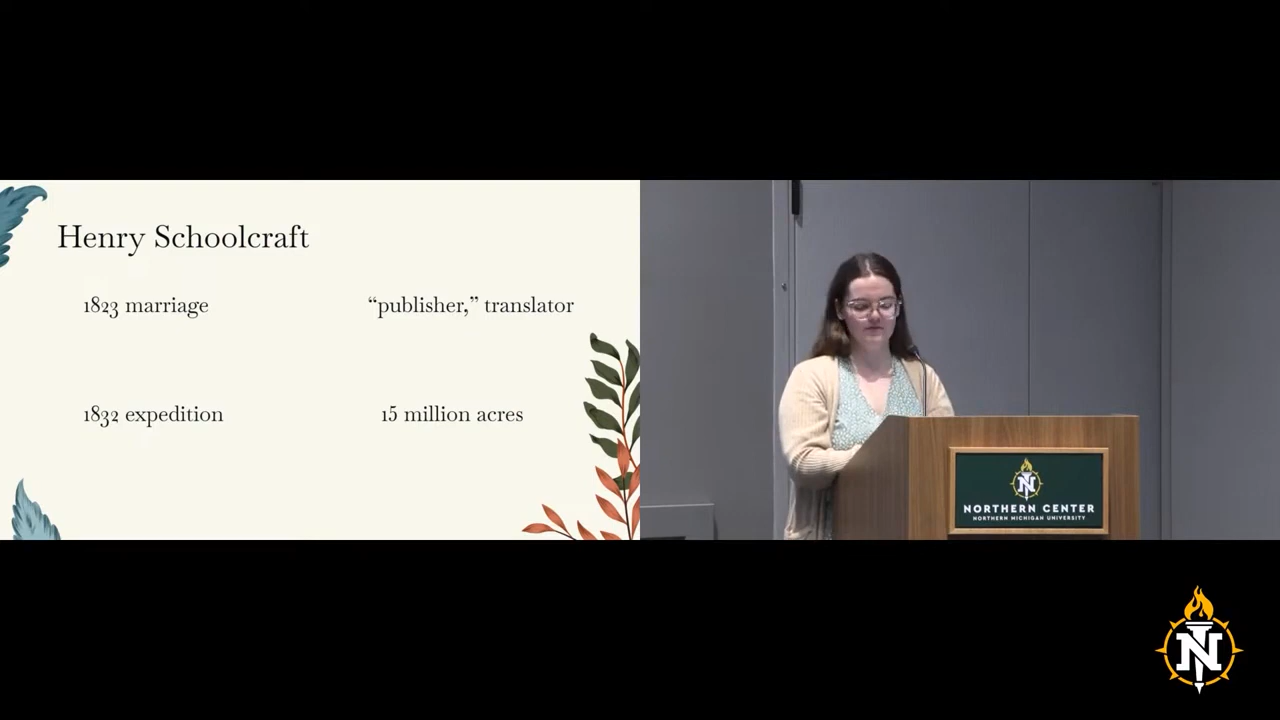 Henry Schoolcraft
1823 marriage
“publisher,” translator
1832 expedition
15 million acres
N
NORTHERN CENTER
NORTHERN MICHIGAN UNIVERSITY
N